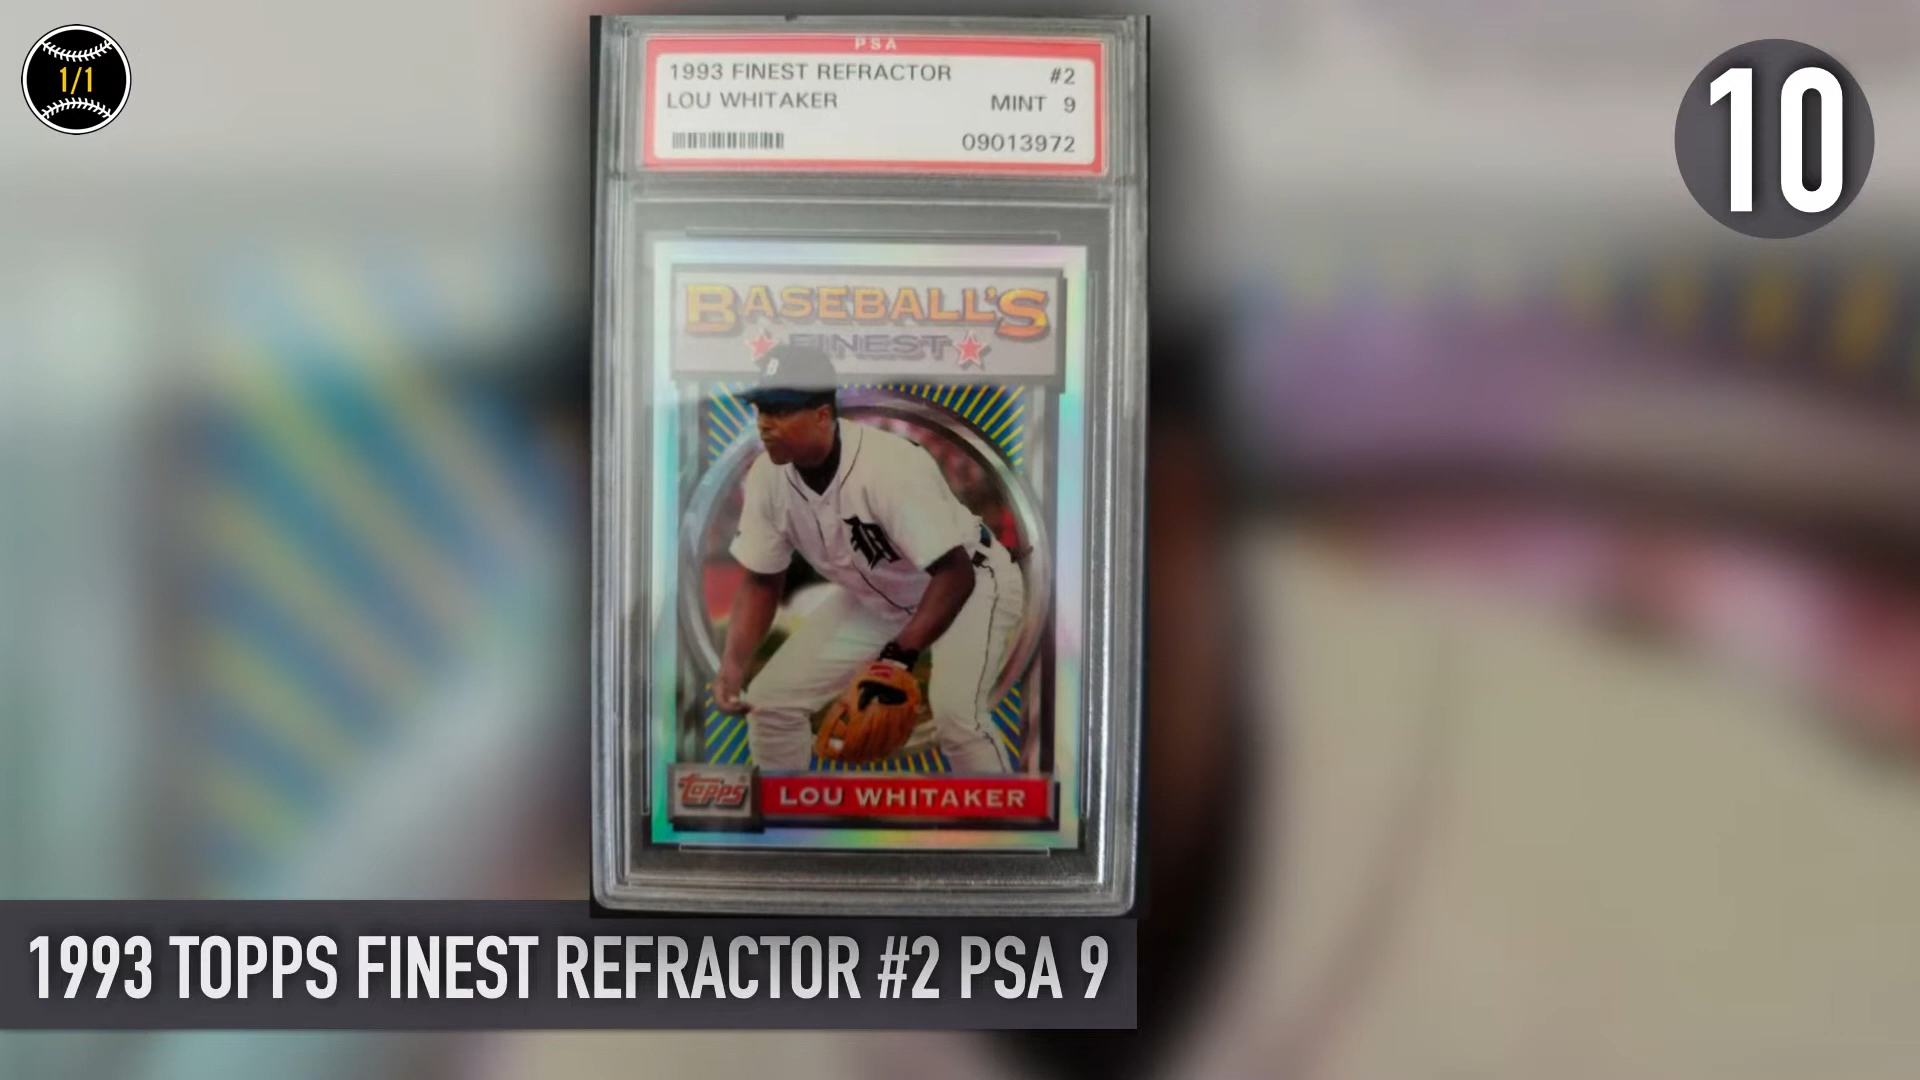 1/1
10
PSA
1993 FINEST REFRACTOR #2
LOU WHITAKER MINT 9
09013972
BASEBALL'S
FINEST
D
Topps
LOU WHITAKER
1993 TOPPS FINEST REFRACTOR #2 PSA 9